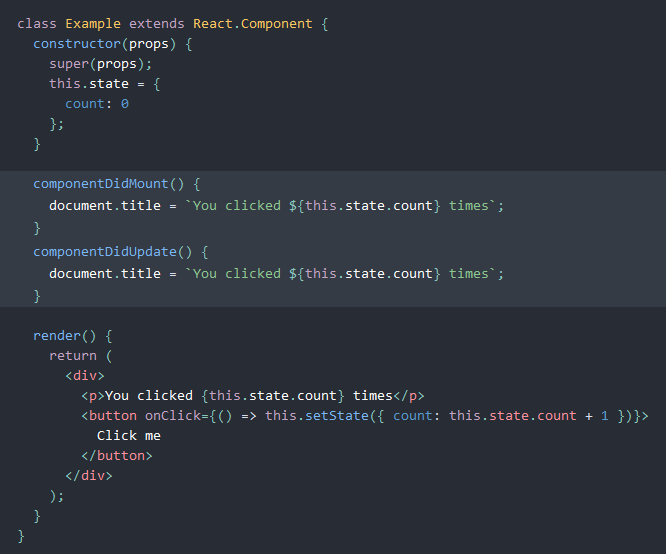 class Example extends React.Component {
  constructor(props) {
    super(props);
    this.state = {
      count: 0
    };
  }
  componentDidMount() {
    document.title = `You clicked ${this.state.count} times`;
  }
  componentDidUpdate() {
    document.title = `You clicked ${this.state.count} times`;
  }
  render() {
    return (
      <div>
        <p>You clicked {this.state.count} times</p>
        <button onClick={() => this.setState({ count: this.state.count + 1 })}>
          Click me
        </button>
      </div>
    );
  }
}